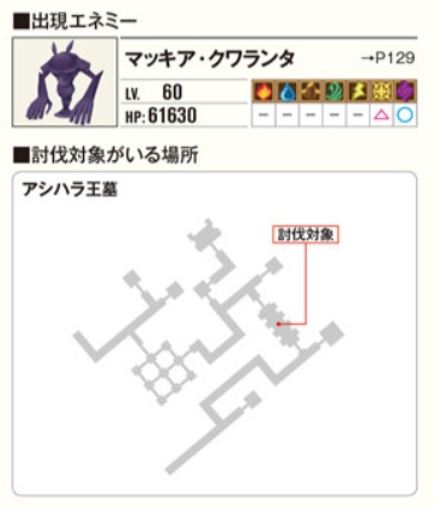 ■出現エネミー
マッキア・クワランタ →P129
LV. 60
HP: 61630
－ － － － － △ ○
■討伐対象がいる場所
アシハラ王墓
討伐対象